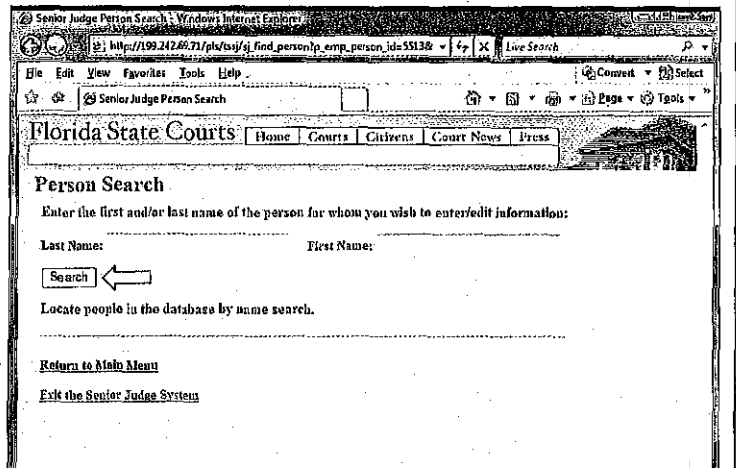 Senior Judge Person Search - Windows Internet Explorer
http://199.242.69.71/pls/tssj/sj_find_person?p_emp_person_id=5513& Live Search
File Edit View Favorites Tools Help Convert Select
Senior Judge Person Search Page Tools
Florida State Courts Home Courts Citizens Court News Press
Person Search
Enter the first and/or last name of the person for whom you wish to enter/edit information:
Last Name: First Name:
Search
Locate people in the database by name search.
Return to Main Menu
Exit the Senior Judge System